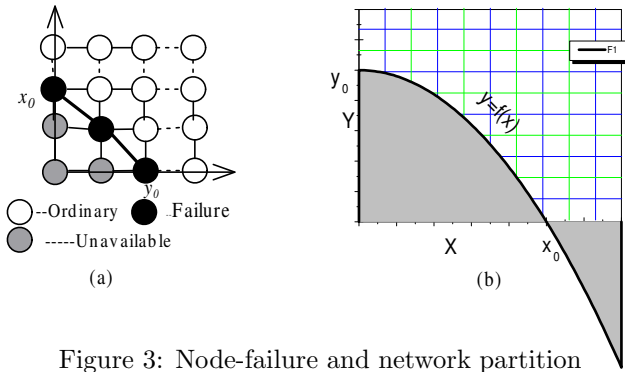 x0
y0
--Ordinary
..Failure
-----Unavailable
(a)
F1
y0
Y
y=f(x)
X
x0
(b)
Figure 3: Node-failure and network partition